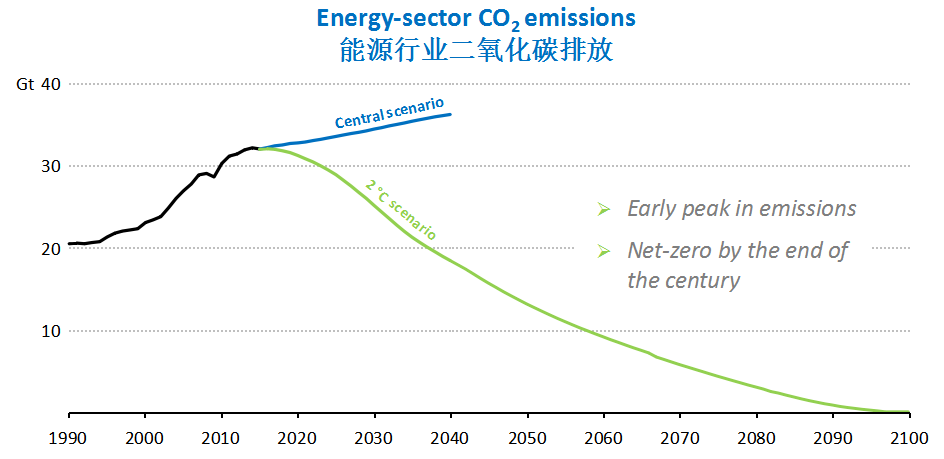 Energy-sector CO₂ emissions
能源行业二氧化碳排放
Gt 40
Central scenario
30
2 °C scenario
Early peak in emissions
20
Net-zero by the end of
the century
10
1990 2000 2010 2020 2030 2040 2050 2060 2070 2080 2090 2100